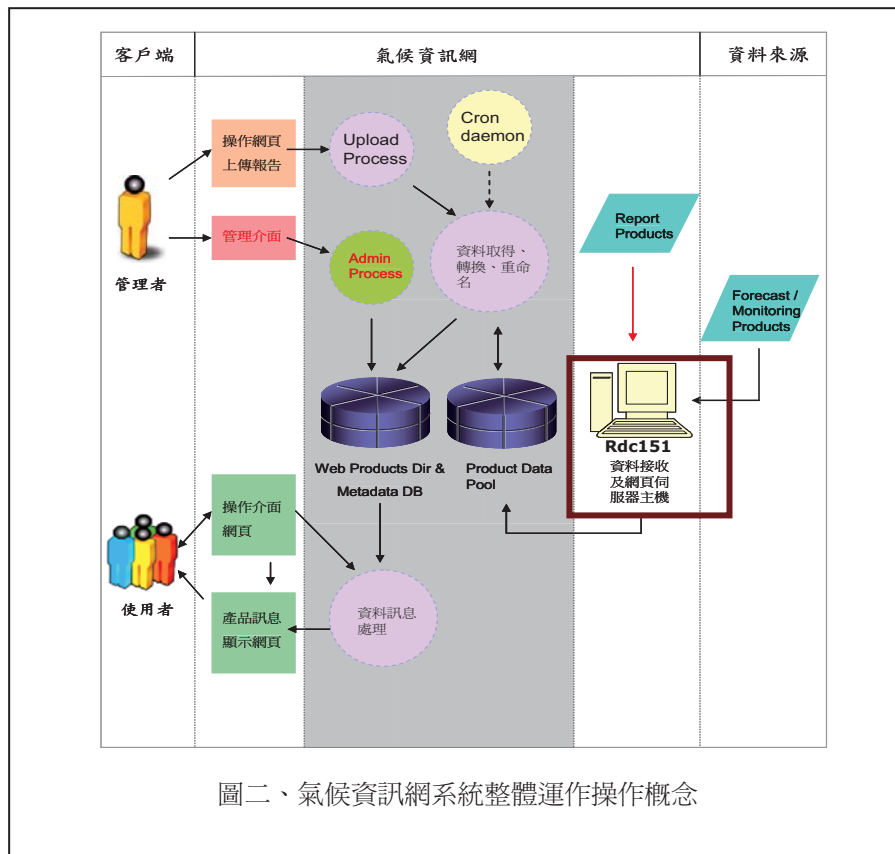 客戶端
氣候資訊網
資料來源
操作網頁
上傳報告
Upload
Process
Cron
daemon
管理者
管理介面
Admin
Process
資料取得、
轉換、重命
名
Report
Products
Forecast /
Monitoring
Products
Rdc151
資料接收
及網頁伺
服器主機
Web Products Dir &
Metadata DB
Product Data
Pool
使用者
操作介面
網頁
產品訊息
顯示網頁
資料訊息
處理
圖二、氣候資訊網系統整體運作操作概念